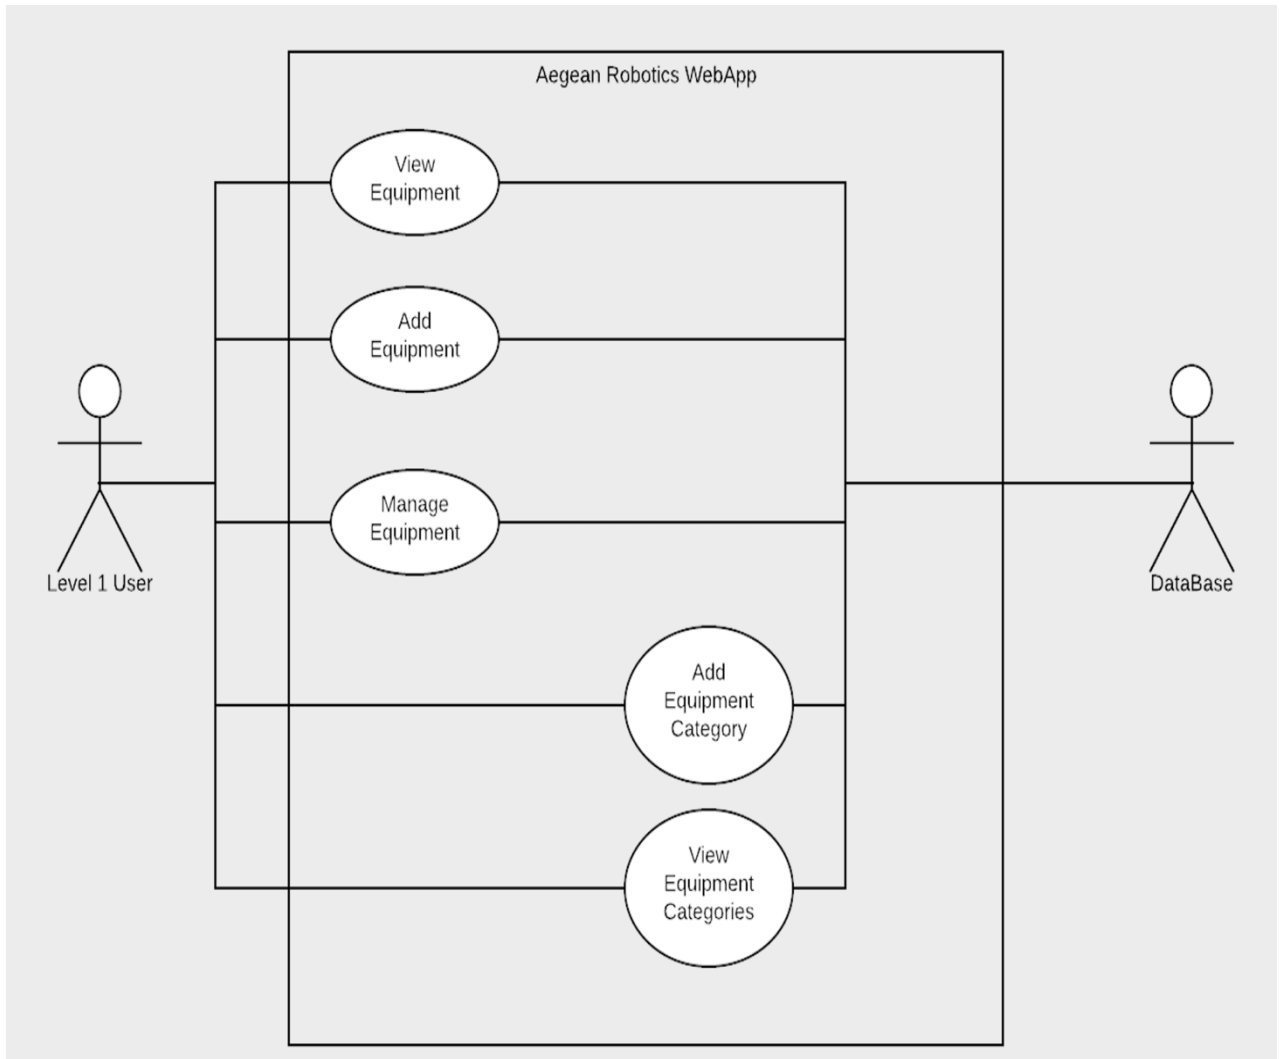 Aegean Robotics WebApp
View
Equipment
Add
Equipment
Manage
Equipment
Level 1 User
DataBase
Add
Equipment
Category
View
Equipment
Categories